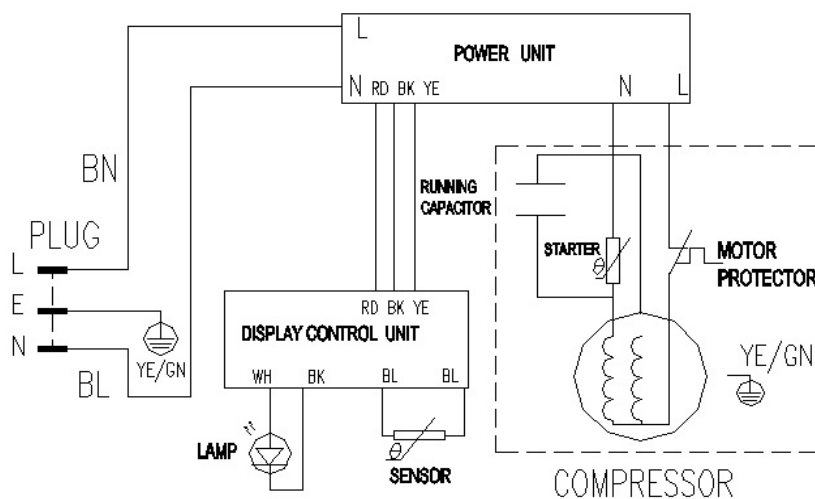 L
POWER UNIT
N RD BK YE N L
BN
RUNNING
CAPACITOR
PLUG
STARTER
θ
MOTOR
PROTECTOR
L
E
N
YE/GN
BL
RD BK YE
DISPLAY CONTROL UNIT
WH BK BL BL
LAMP
θ
SENSOR
YE/GN
COMPRESSOR